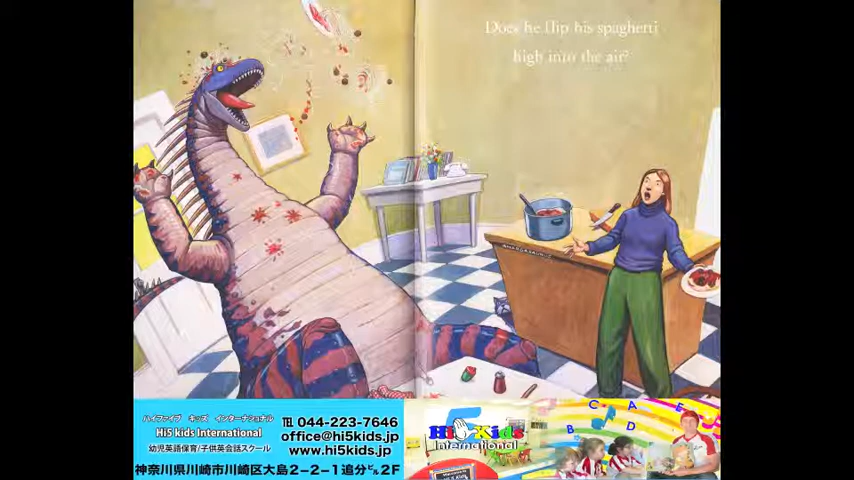 Does he flip his spaghetti
high into the air?
AMARGASAURUS
ハイファイブ キッズ インターナショナル
Hi5 kids International
幼児英語保育/子供英会話スクール
TEL 044-223-7646
office@hi5kids.jp
www.hi5kids.jp
神奈川県川崎市川崎区大島2-2-1追分ビル2F
Hi5 Kids
International
B C A D E